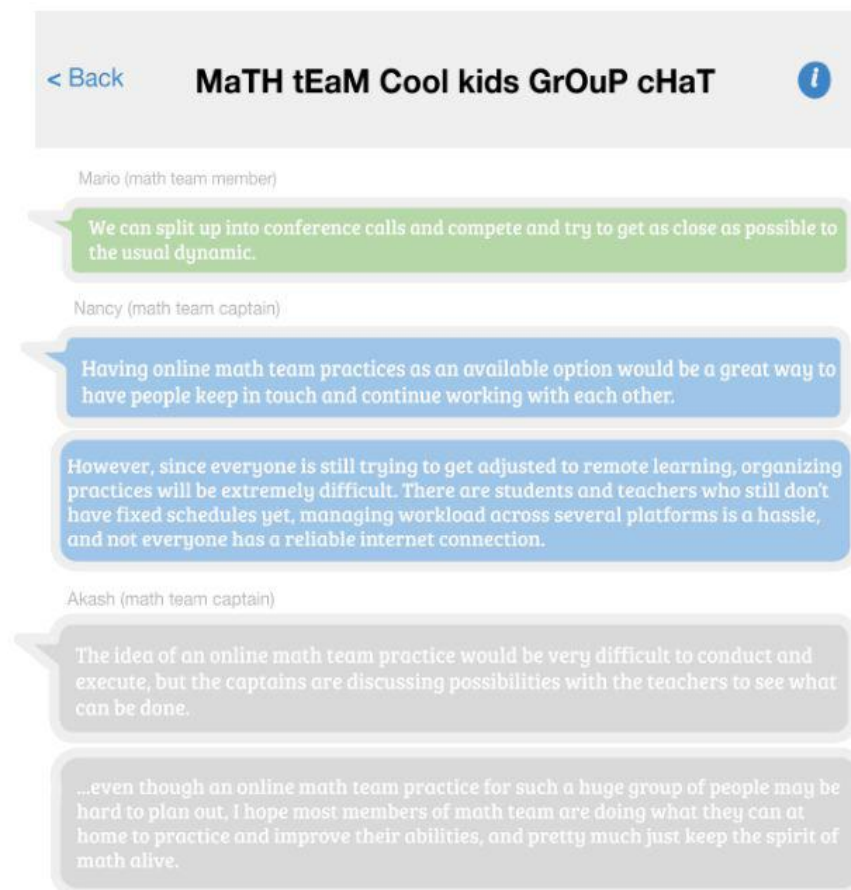 < Back
MaTH tEaM Cool kids GrOuP cHaT
i
Mario (math team member)
We can split up into conference calls and compete and try to get as close as possible to
the usual dynamic.
Nancy (math team captain)
Having online math team practices as an available option would be a great way to
have people keep in touch and continue working with each other.
However, since everyone is still trying to get adjusted to remote learning, organizing
practices will be extremely difficult. There are students and teachers who still don't
have fixed schedules yet, managing workload across several platforms is a hassle,
and not everyone has a reliable internet connection.
Akash (math team captain)
The idea of an online math team practice would be very difficult to conduct and
execute, but the captains are discussing possibilities with the teachers to see what
can be done.
...even though an online math team practice for such a huge group of people may be
hard to plan out, I hope most members of math team are doing what they can at
home to practice and improve their abilities, and pretty much just keep the spirit of
math alive.